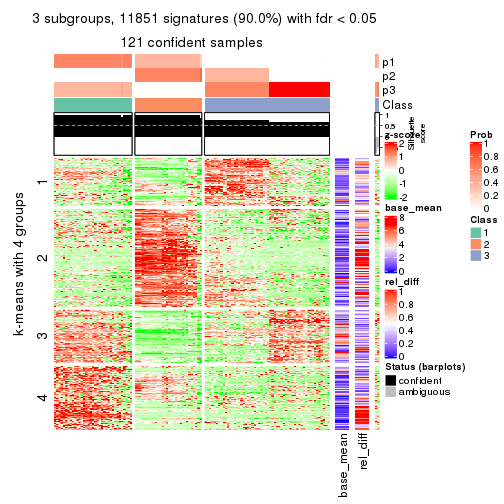 3 subgroups, 11851 signatures (90.0%) with fdr < 0.05
121 confident samples
p1
p2
p3
Class
1
0.5
0
Silhouette
score
k-means with 4 groups
1
2
3
4
base_mean
rel_diff
z-score
2
1
0
-1
-2
base_mean
8
6
4
2
0
rel_diff
1
0.8
0.6
0.4
0.2
0
Status (barplots)
confident
ambiguous
Prob
1
0.8
0.6
0.4
0.2
0
Class
1
2
3